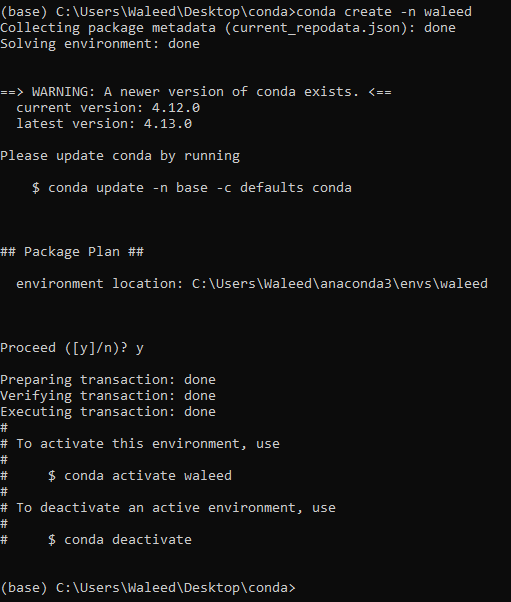 (base) C:\Users\Waleed\Desktop\conda>conda create -n waleed
Collecting package metadata (current_repodata.json): done
Solving environment: done
==> WARNING: A newer version of conda exists. <==
current version: 4.12.0
latest version: 4.13.0
Please update conda by running
$ conda update -n base -c defaults conda
## Package Plan ##
environment location: C:\Users\Waleed\anaconda3\envs\waleed
Proceed ([y]/n)? y
Preparing transaction: done
Verifying transaction: done
Executing transaction: done
#
# To activate this environment, use
#
#     $ conda activate waleed
#
# To deactivate an active environment, use
#
#     $ conda deactivate
(base) C:\Users\Waleed\Desktop\conda>